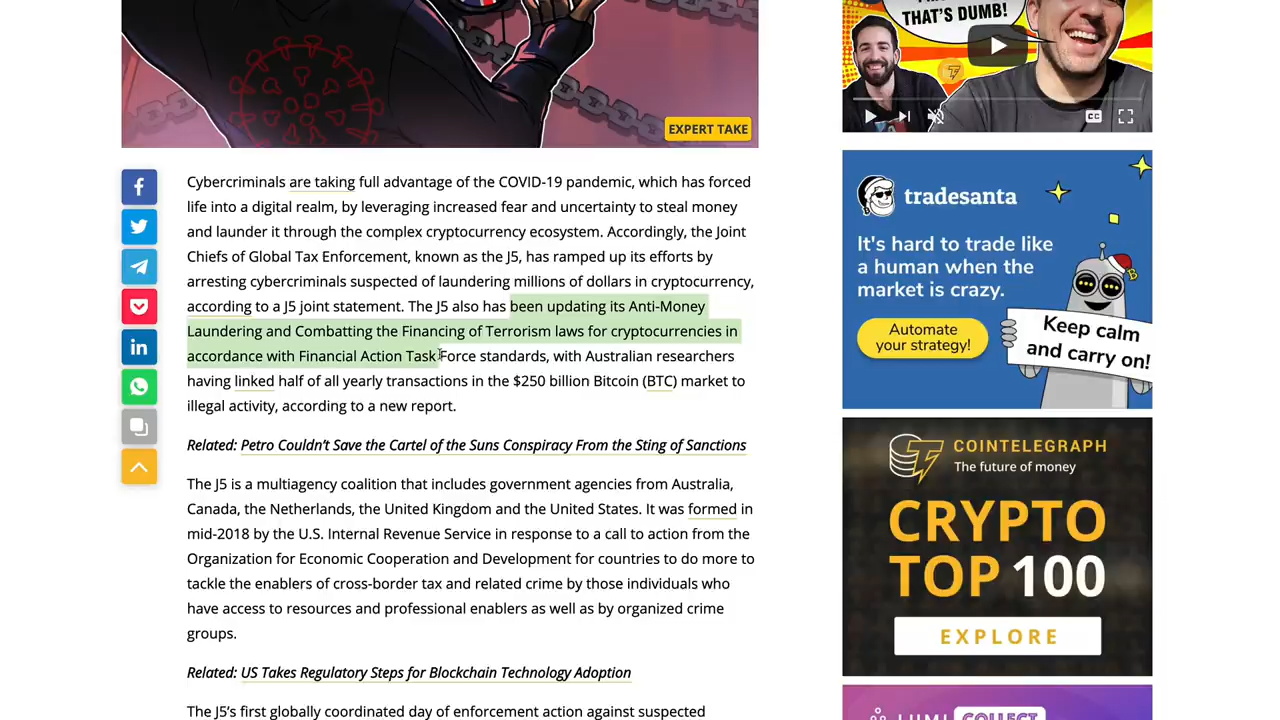 THAT'S DUMB!
EXPERT TAKE
CC
Cybercriminals are taking full advantage of the COVID-19 pandemic, which has forced
life into a digital realm, by leveraging increased fear and uncertainty to steal money
and launder it through the complex cryptocurrency ecosystem. Accordingly, the Joint
Chiefs of Global Tax Enforcement, known as the J5, has ramped up its efforts by
arresting cybercriminals suspected of laundering millions of dollars in cryptocurrency,
according to a J5 joint statement. The J5 also has been updating its Anti-Money
Laundering and Combatting the Financing of Terrorism laws for cryptocurrencies in
accordance with Financial Action Task Force standards, with Australian researchers
having linked half of all yearly transactions in the $250 billion Bitcoin (BTC) market to
illegal activity, according to a new report.
Related: Petro Couldn't Save the Cartel of the Suns Conspiracy From the Sting of Sanctions
The J5 is a multiagency coalition that includes government agencies from Australia,
Canada, the Netherlands, the United Kingdom and the United States. It was formed in
mid-2018 by the U.S. Internal Revenue Service in response to a call to action from the
Organization for Economic Cooperation and Development for countries to do more to
tackle the enablers of cross-border tax and related crime by those individuals who
have access to resources and professional enablers as well as by organized crime
groups.
Related: US Takes Regulatory Steps for Blockchain Technology Adoption
The J5's first globally coordinated day of enforcement action against suspected
tradesanta
It's hard to trade like
a human when the
market is crazy.
Automate
your strategy!
Keep calm
and carry on!
COINTELEGRAPH
The future of money
CRYPTO
TOP 100
EXPLORE
COLLECT